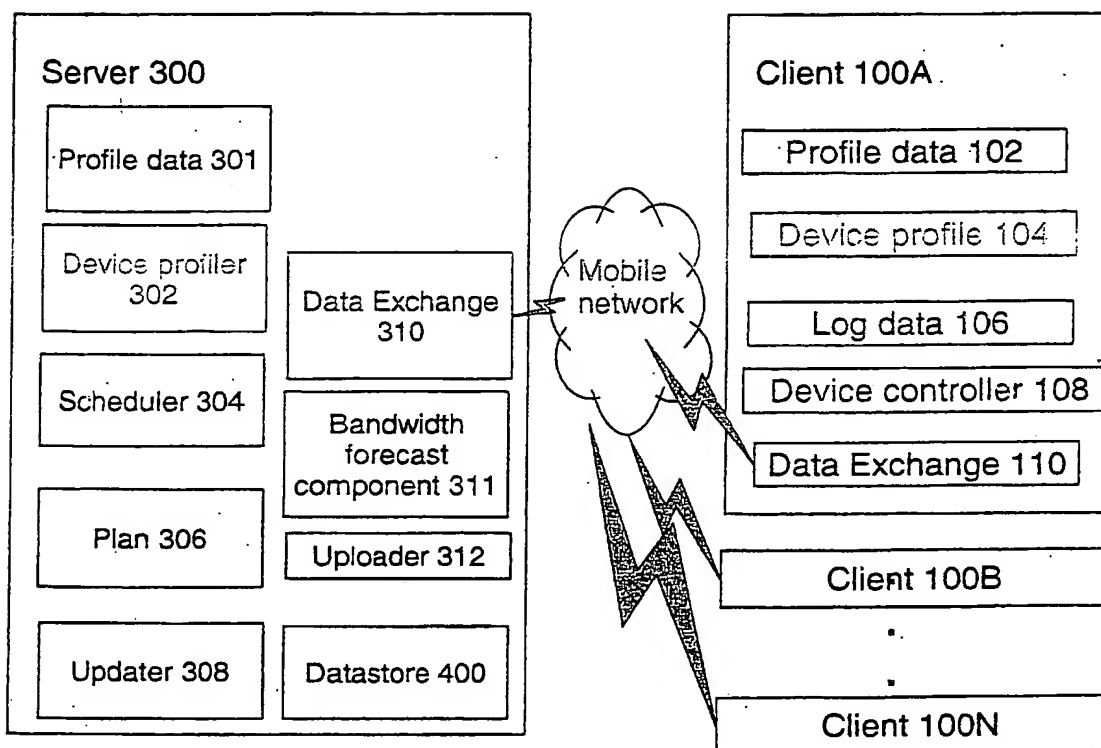 Server 300
Profile data 301
Device profiler
302
Scheduler 304
Plan 306
Updater 308
Data Exchange
310
Bandwidth
forecast
component 311
Uploader 312
Datastore 400
Mobile
network
Client 100A
Profile data 102
Device profile 104
Log data 106
Device controller 108
Data Exchange 110
Client 100B
Client 100N